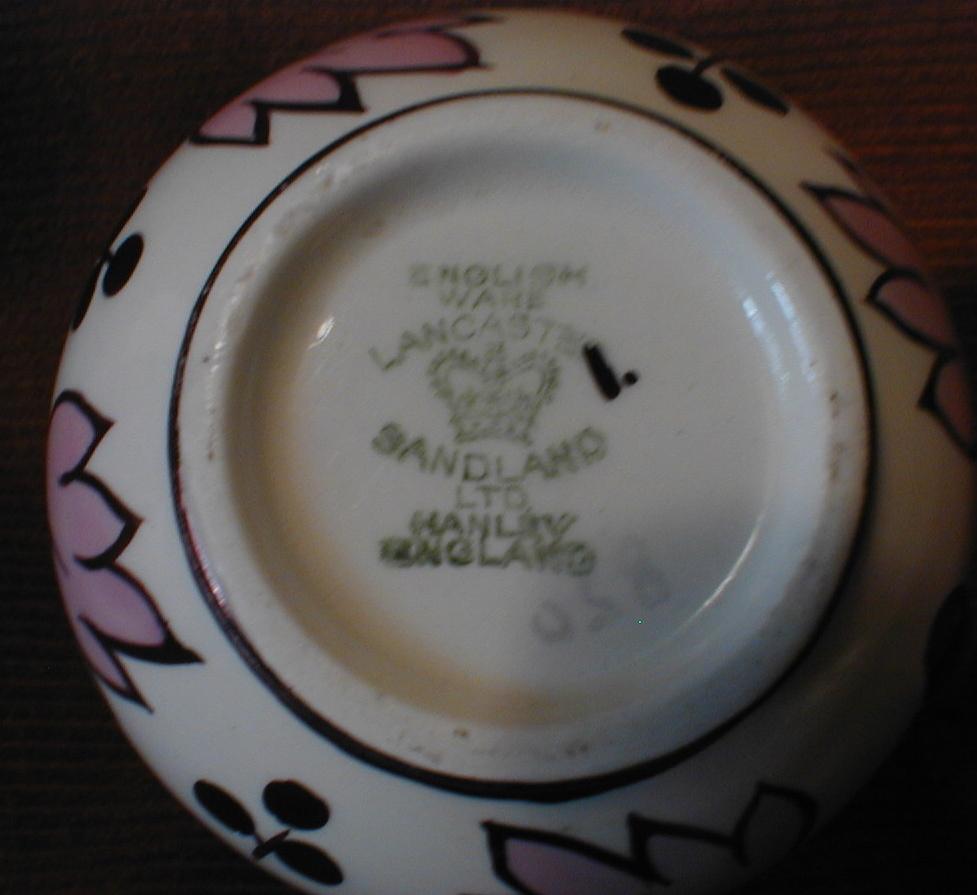 ENGLISH
WARE
LANCASTER
SANDLAND
LTD.
HANLEY
ENGLAND